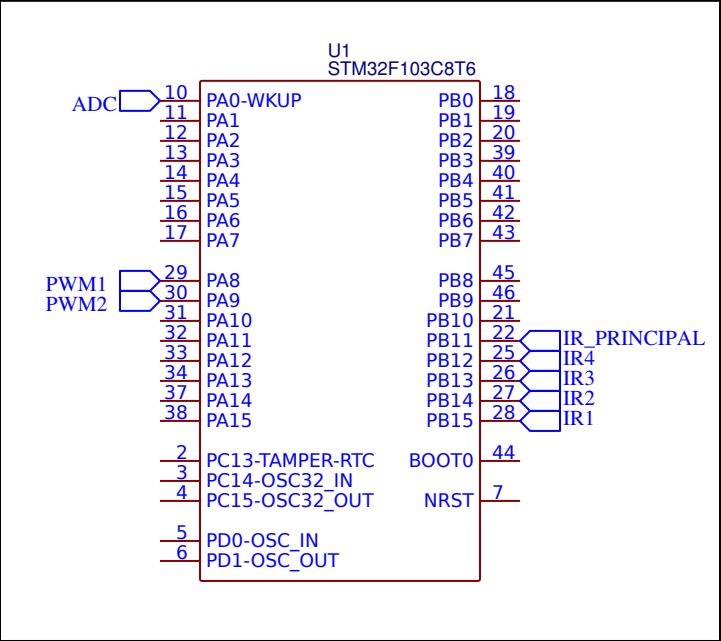 U1
STM32F103C8T6
ADC 10 PA0-WKUP PB0 18
11 PA1 PB1 19
12 PA2 PB2 20
13 PA3 PB3 39
14 PA4 PB4 40
15 PA5 PB5 41
16 PA6 PB6 42
17 PA7 PB7 43
PWM1 29 PA8 PB8 45
PWM2 30 PA9 PB9 46
31 PA10 PB10 21
32 PA11 PB11 22 IR_PRINCIPAL
33 PA12 PB12 25 IR4
34 PA13 PB13 26 IR3
37 PA14 PB14 27 IR2
38 PA15 PB15 28 IR1
2 PC13-TAMPER-RTC BOOT0 44
3 PC14-OSC32_IN
4 PC15-OSC32_OUT NRST 7
5 PD0-OSC_IN
6 PD1-OSC_OUT